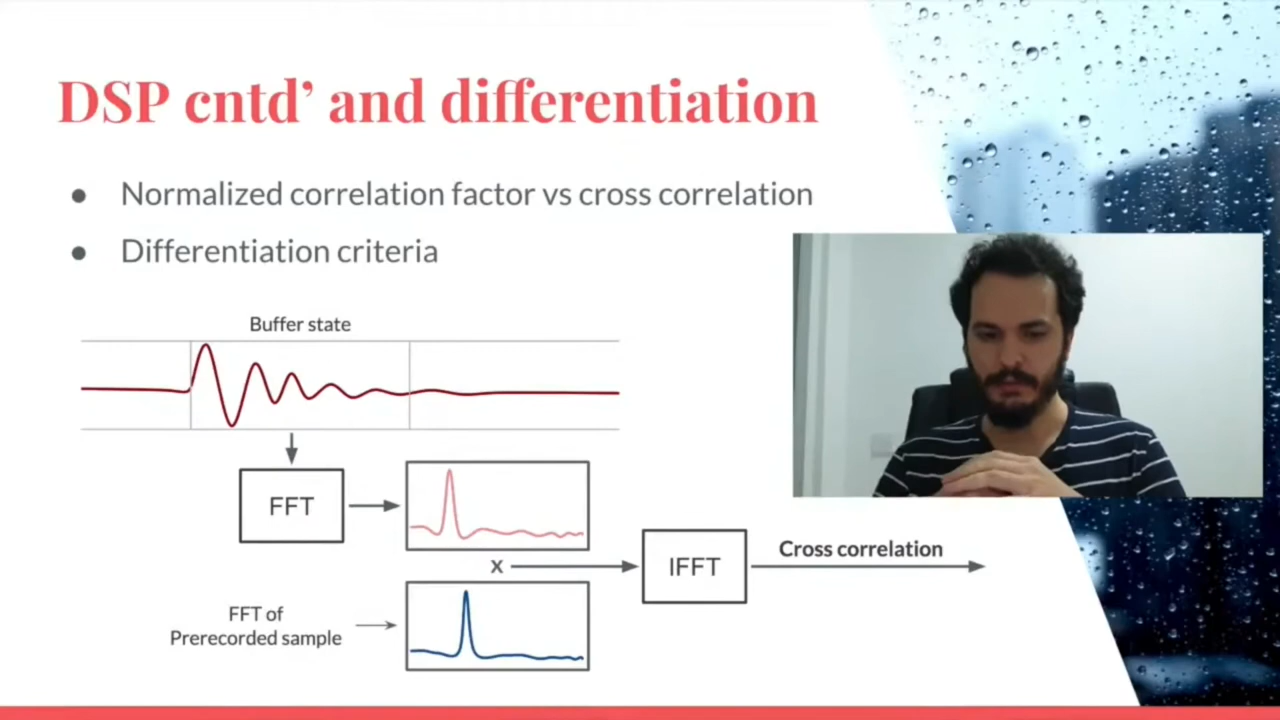 DSP cntd’ and differentiation
● Normalized correlation factor vs cross correlation
● Differentiation criteria
Buffer state
FFT
x
IFFT
Cross correlation
FFT of
Prerecorded sample